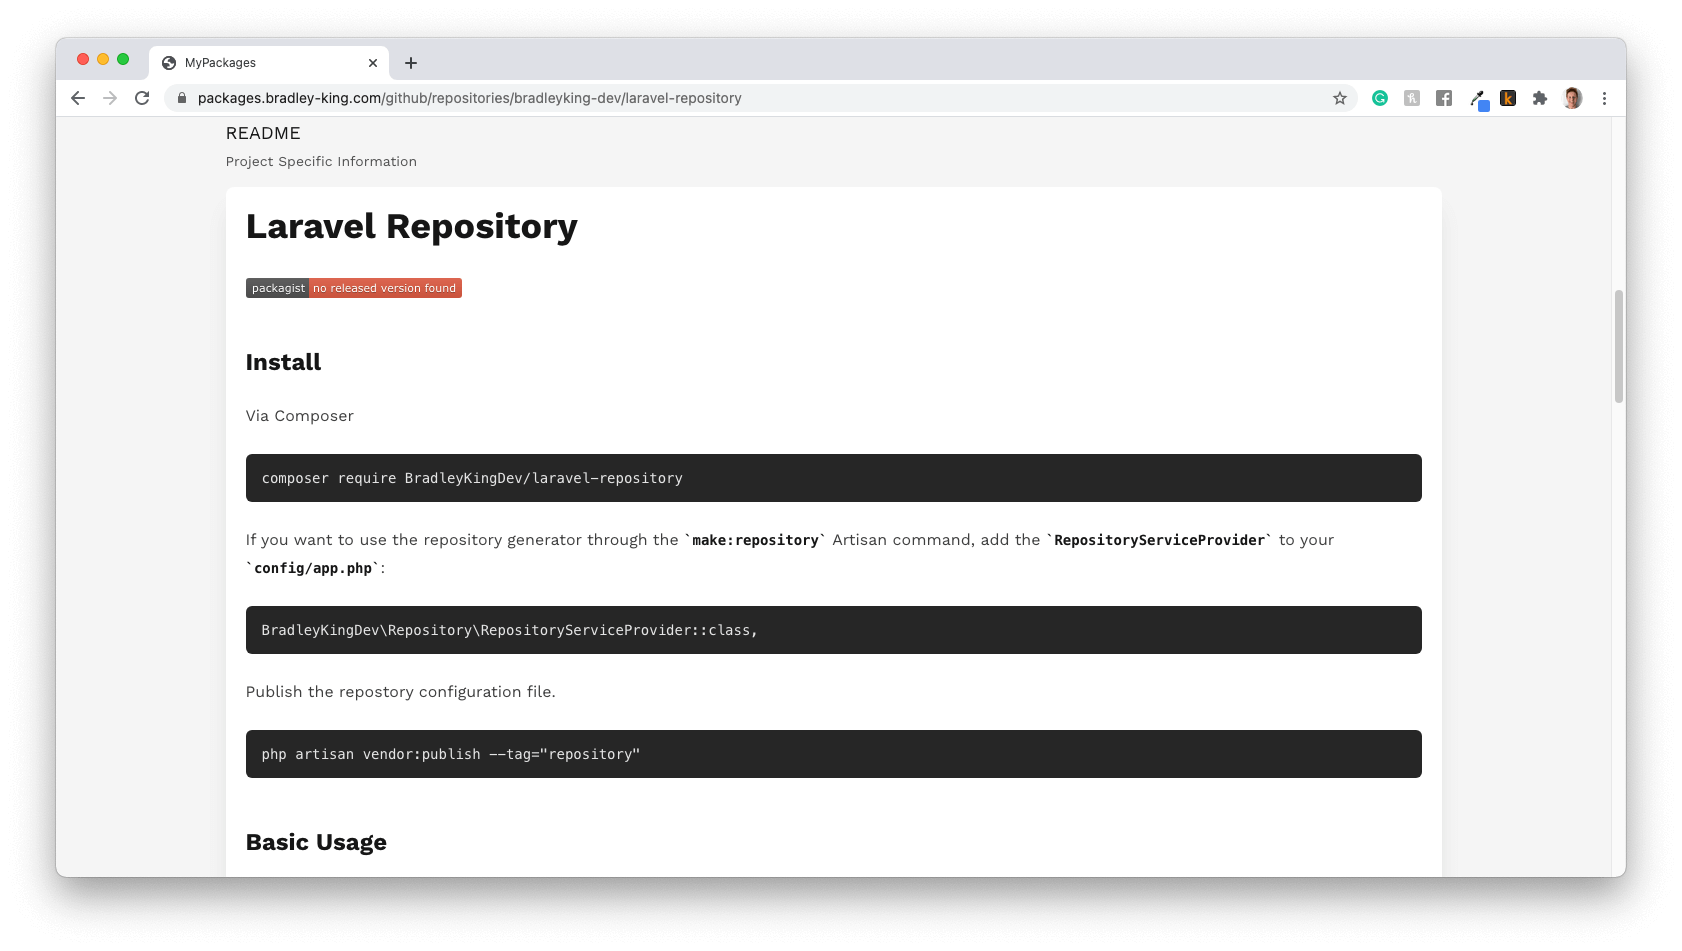 MyPackages
packages.bradley-king.com/github/repositories/bradleyking-dev/laravel-repository
README
Project Specific Information
Laravel Repository
packagist no released version found
Install
Via Composer
composer require BradleyKingDev/laravel-repository
If you want to use the repository generator through the `make:repository` Artisan command, add the `RepositoryServiceProvider` to your
`config/app.php`:
BradleyKingDev\Repository\RepositoryServiceProvider::class,
Publish the repostory configuration file.
php artisan vendor:publish --tag="repository"
Basic Usage